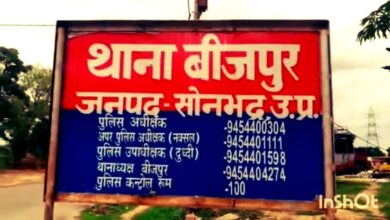 थाना बीजपुर
जनपद-सोनभद्र, उ.प्र.
पुलिस अधीक्षक -9454400304
अपर पुलिस अधीक्षक (नक्सल) -9454401111
पुलिस उपाधीक्षक (दुध्दी) -9454401598
थानाध्यक्ष बीजपुर -9454404274
पुलिस कन्ट्रोल रूम -100
InShOt